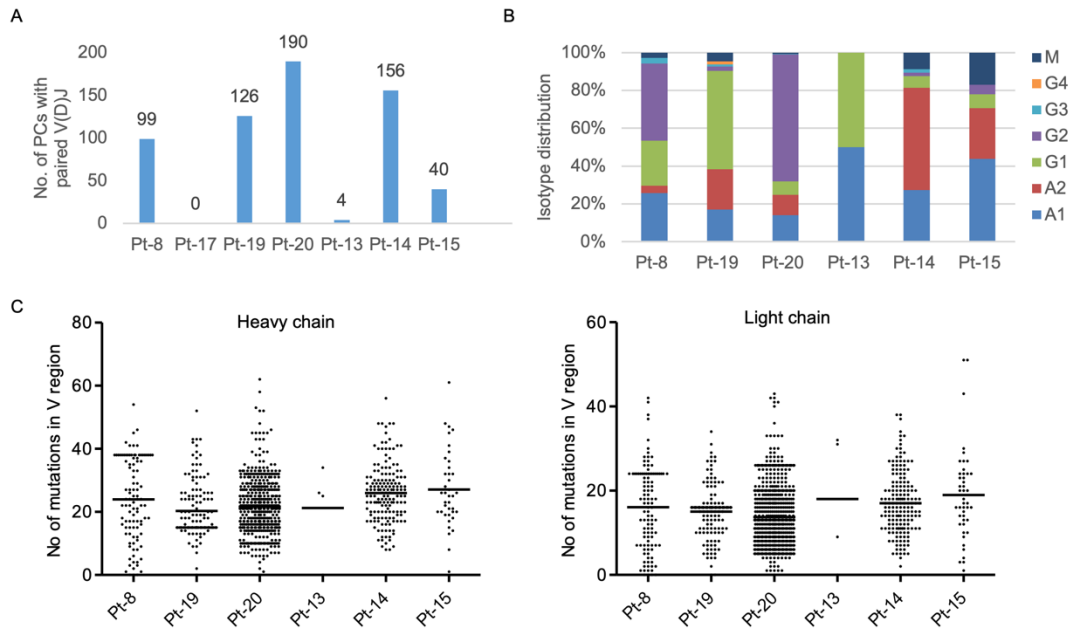 A
No. of PCs with
paired V(D)J
200
150
100
50
0
99
0
126
190
4
156
40
Pt-8 Pt-17 Pt-19 Pt-20 Pt-13 Pt-14 Pt-15
B
Isotype distribution
100%
80%
60%
40%
20%
0%
Pt-8 Pt-19 Pt-20 Pt-13 Pt-14 Pt-15
M
G4
G3
G2
G1
A2
A1
C
Heavy chain
No of mutations in V region
80
60
40
20
0
Pt-8 Pt-19 Pt-20 Pt-13 Pt-14 Pt-15
Light chain
No of mutations in V region
60
40
20
0
Pt-8 Pt-19 Pt-20 Pt-13 Pt-14 Pt-15